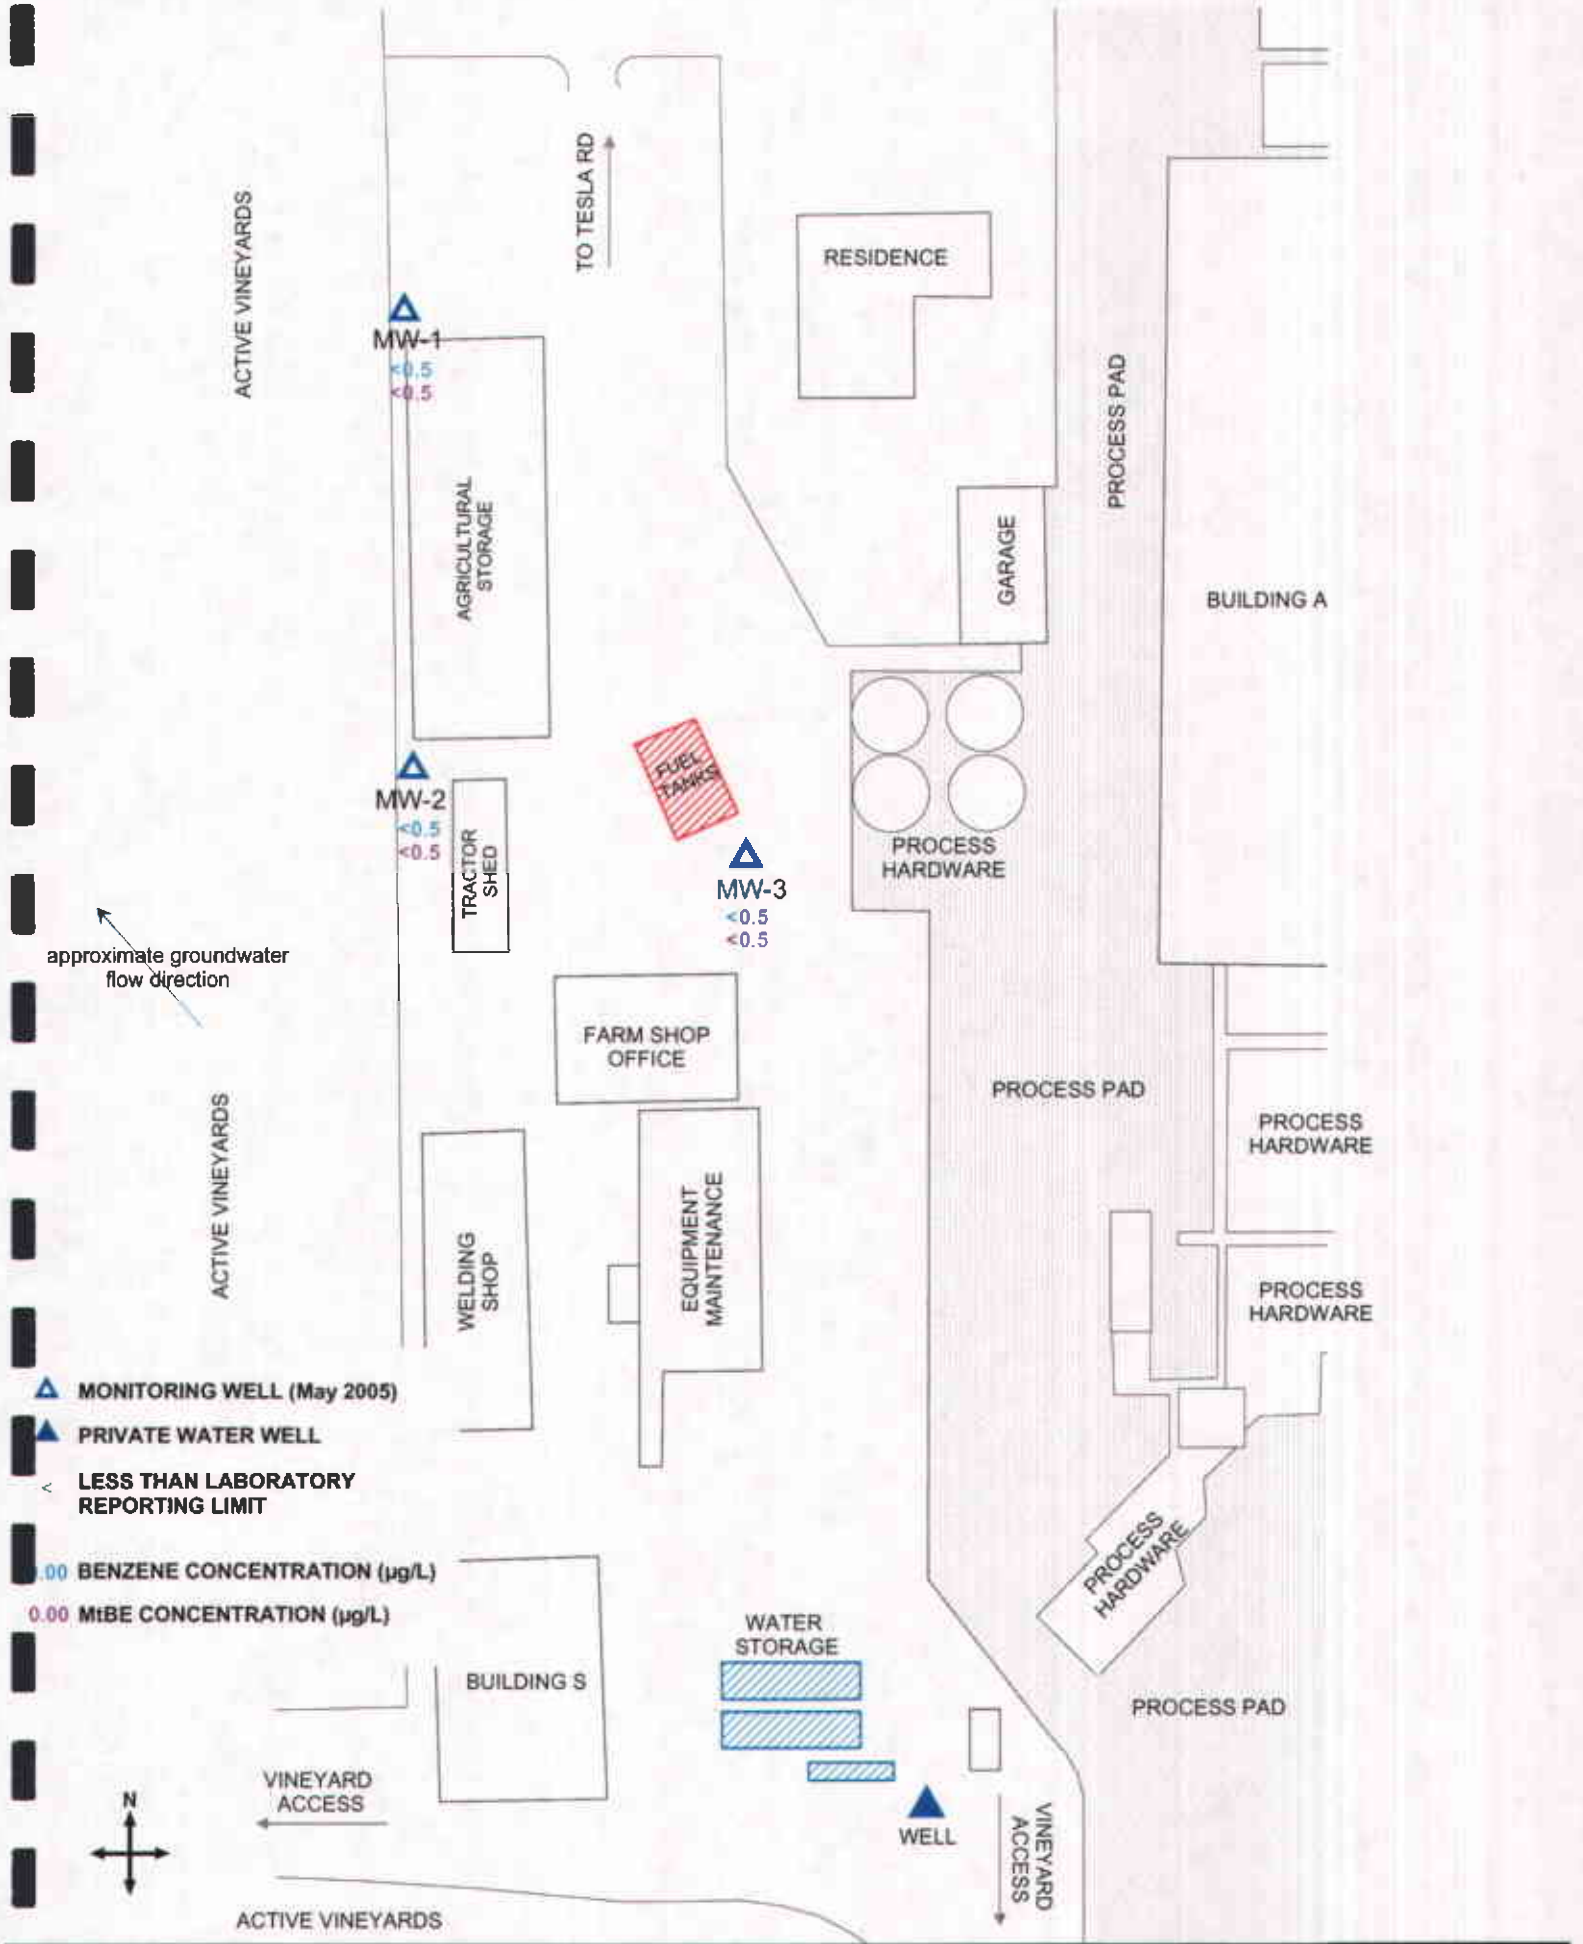 TO TESLA RD
ACTIVE VINEYARDS
RESIDENCE
MW-1
<0.5
<0.5
PROCESS PAD
AGRICULTURAL
STORAGE
GARAGE
BUILDING A
FUEL
TANKS
MW-2
<0.5
<0.5
TRACTOR
SHED
PROCESS
HARDWARE
MW-3
<0.5
<0.5
approximate groundwater
flow direction
FARM SHOP
OFFICE
PROCESS PAD
PROCESS
HARDWARE
ACTIVE VINEYARDS
WELDING
SHOP
EQUIPMENT
MAINTENANCE
PROCESS
HARDWARE
MONITORING WELL (May 2005)
PRIVATE WATER WELL
< LESS THAN LABORATORY
REPORTING LIMIT
PROCESS
HARDWARE
.00 BENZENE CONCENTRATION (µg/L)
0.00 MtBE CONCENTRATION (µg/L)
WATER
STORAGE
BUILDING S
PROCESS PAD
VINEYARD
ACCESS
N
WELL
VINEYARD
ACCESS
ACTIVE VINEYARDS